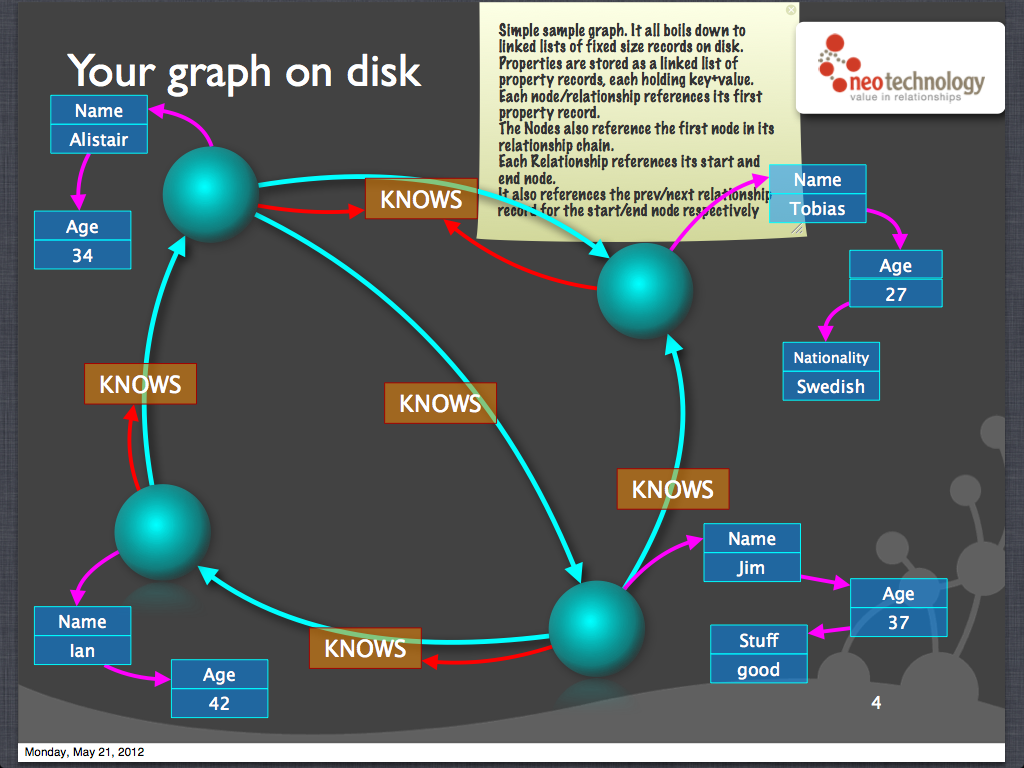 Your graph on disk
Simple sample graph. It all boils down to
linked lists of fixed size records on disk.
Properties are stored as a linked list of
property records, each holding key+value.
Each node/relationship references its first
property record.
The Nodes also reference the first node in its
relationship chain.
Each Relationship references its start and
end node.
It also references the prev/next relationship
record for the start/end node respectively
neotechnology
value in relationships
Name
Alistair
Age
34
KNOWS
Name
Tobias
Age
27
Nationality
Swedish
KNOWS
KNOWS
KNOWS
Name
Jim
Age
37
Stuff
good
Name
Ian
Age
42
KNOWS
4
Monday, May 21, 2012